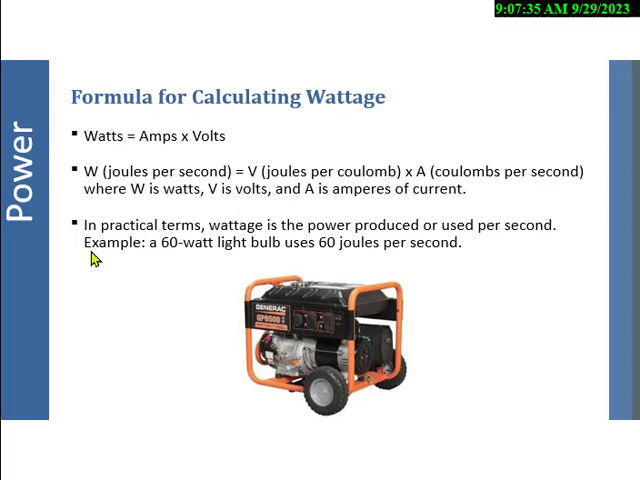 9:07:35 AM 9/29/2023
Power
Formula for Calculating Wattage
▪ Watts = Amps x Volts
▪ W (joules per second) = V (joules per coulomb) x A (coulombs per second)
where W is watts, V is volts, and A is amperes of current.
▪ In practical terms, wattage is the power produced or used per second.
Example: a 60-watt light bulb uses 60 joules per second.
GENERAC
GP5500